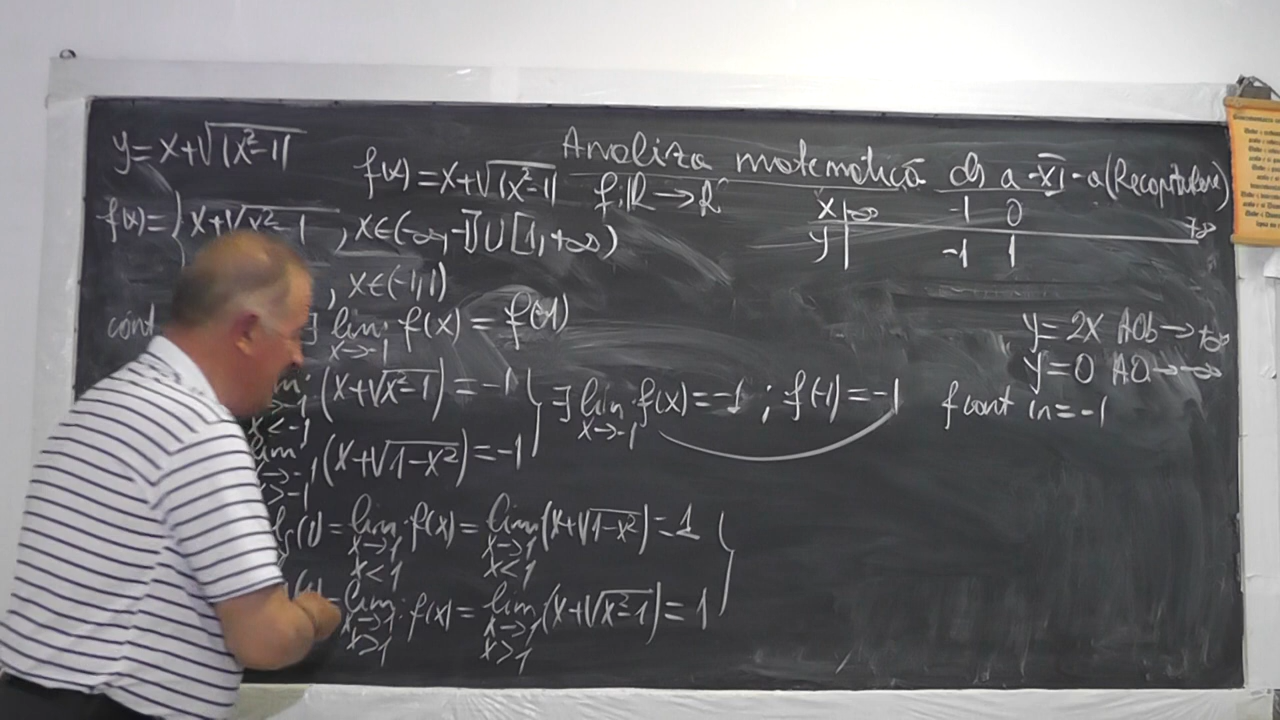 y=x+√|x²-1|
Analiza matematică cls a-XI-a (Recapitulare)
f(x)=x+√|x²-1| f:R→R
x -∞ -1 0 +∞
y -1 1
f(x)={x+√x²-1, x∈(-∞,-1]∪[1,+∞)
, x∈(-1,1)
cont ∃ lim f(x)=f(-1)
x→-1
y=2x AOb→+∞
y=0 AO→-∞
(x+√x²-1)=-1 } ∃ lim f(x)=-1; f(-1)=-1 f cont in=-1
x<-1 x→-1
(x+√1-x²)=-1
x>-1
(1)=lim f(x)=lim(x+√1-x²)=1 }
x→1 x→1
x<1 x<1
=lim f(x)=lim(x+√x²-1)=1
x→1 x→1
x>1 x>1